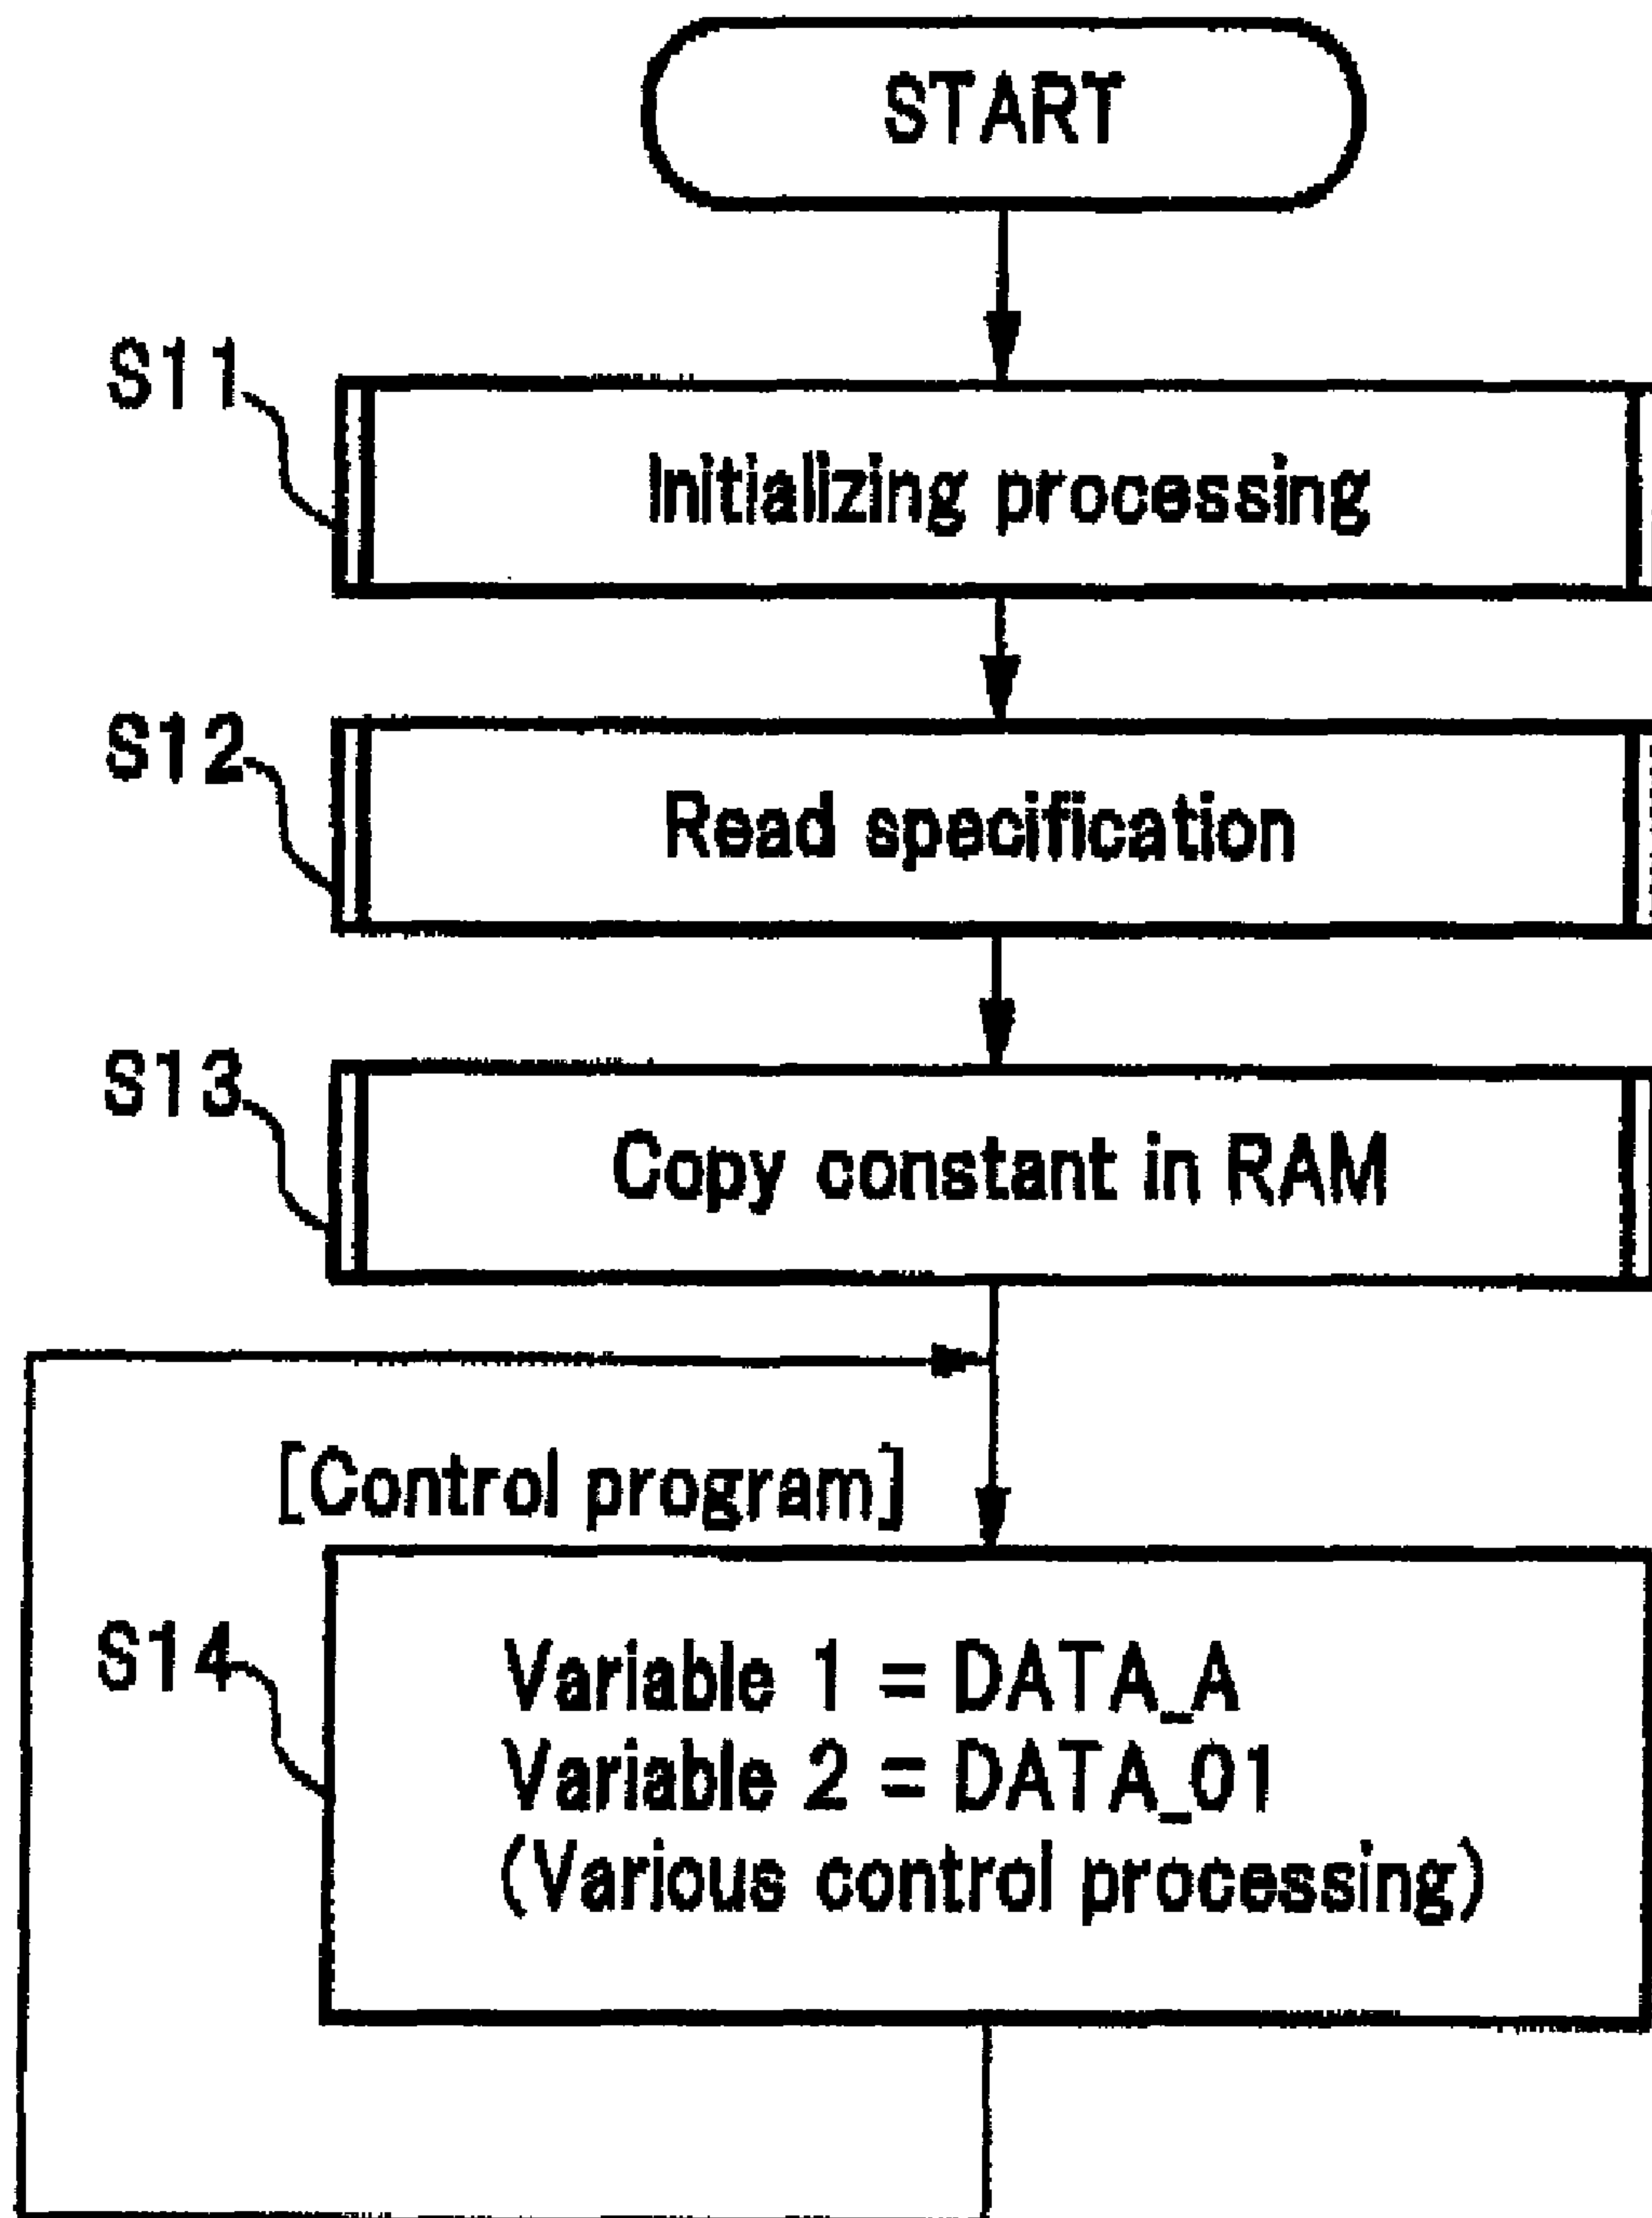 START
S11
Initializing processing
S12
Read specification
S13
Copy constant in RAM
[Control program]
S14
Variable 1 = DATA_A
Variable 2 = DATA_01
(Various control processing)